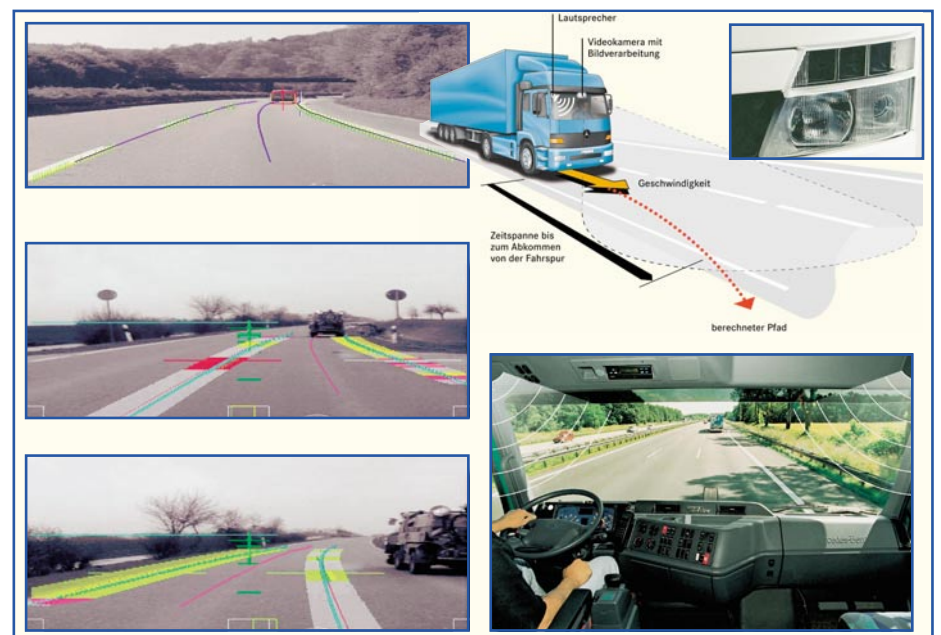 Lautsprecher
Videokamera mit
Bildverarbeitung
Geschwindigkeit
Zeitspanne bis
zum Abkommen
von der Fahrspur
berechneter Pfad